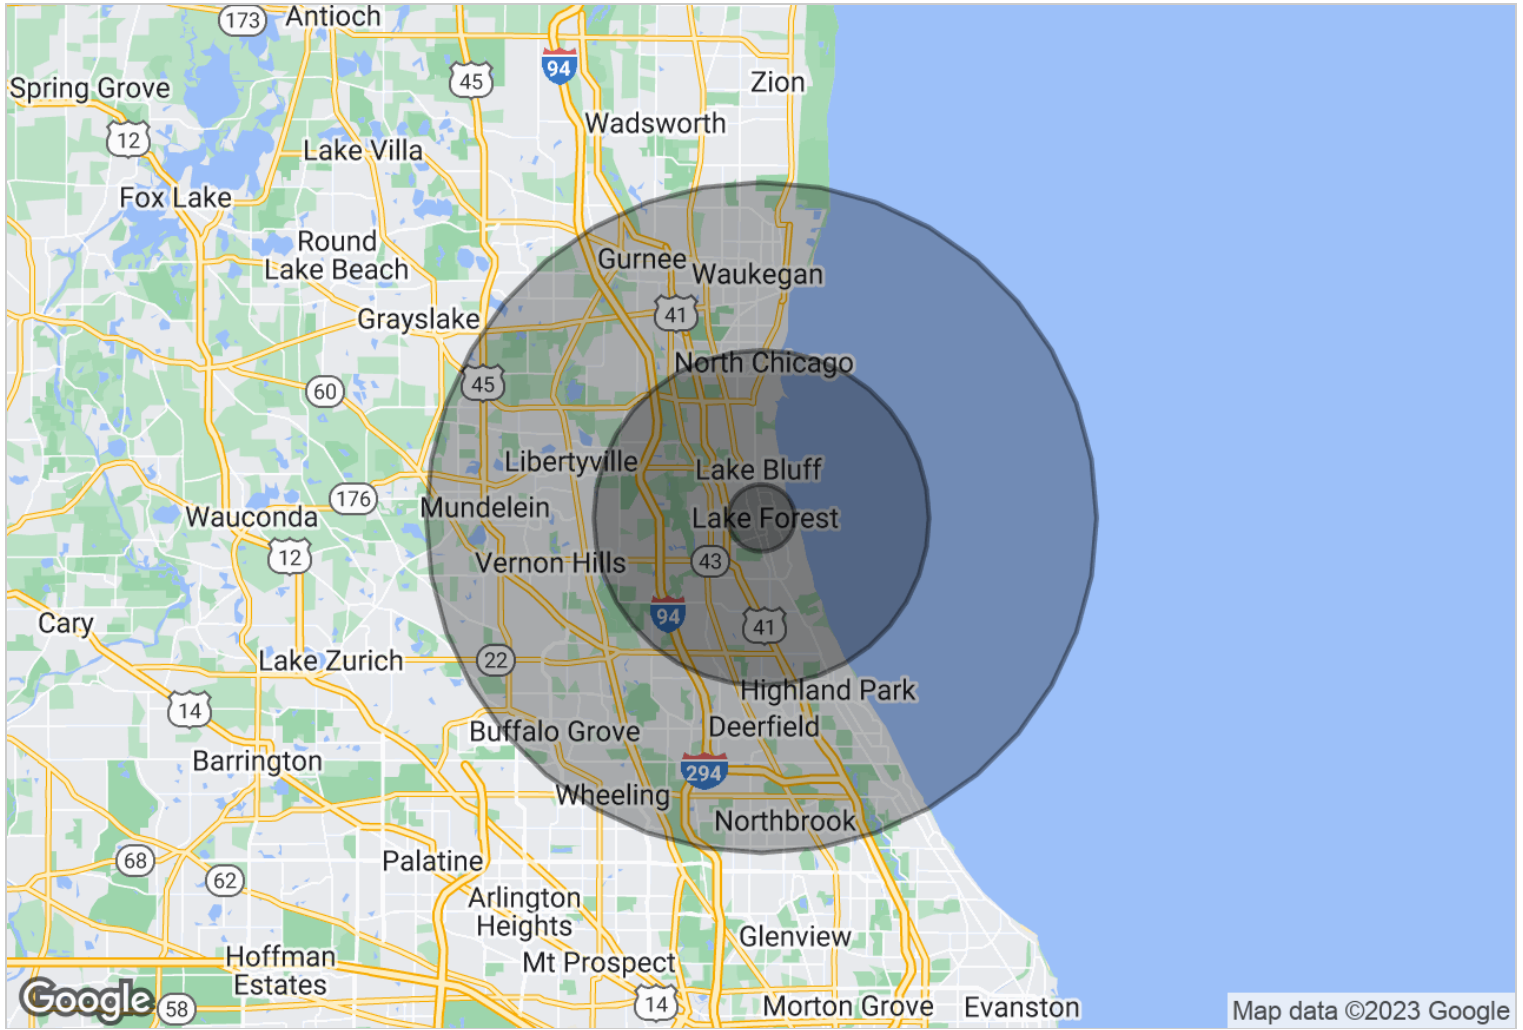 173
Antioch
45
94
Spring Grove
Zion
12
Wadsworth
Lake Villa
Fox Lake
Round
Lake Beach
Gurnee
Waukegan
41
Grayslake
North Chicago
45
60
Libertyville
Lake Bluff
176
Mundelein
Wauconda
Lake Forest
12
Vernon Hills
43
94
Cary
41
Lake Zurich
22
Highland Park
14
Deerfield
Buffalo Grove
Barrington
294
Wheeling
Northbrook
68
Palatine
62
Arlington
Heights
Glenview
Hoffman
Estates
Mt Prospect
Google
58
14
Morton Grove
Evanston
Map data ©2023 Google